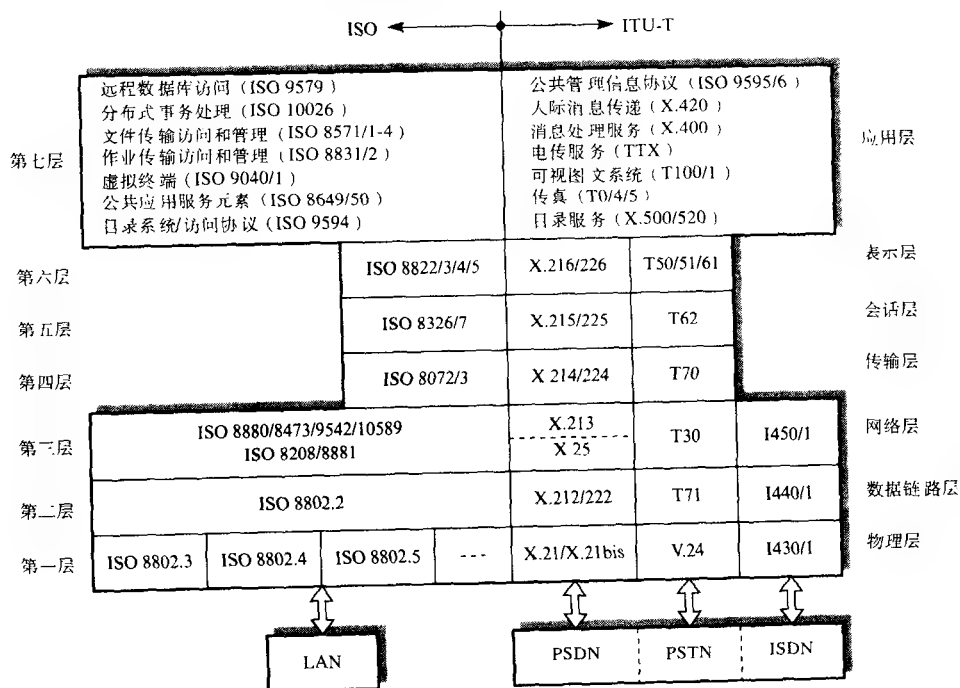 ISO ITU-T
远程数据库访问（ISO 9579）
分布式事务处理（ISO 10026）
文件传输访问和管理（ISO 8571/1-4）
作业传输访问和管理（ISO 8831/2）
虚拟终端（ISO 9040/1）
公共应用服务元素（ISO 8649/50）
目录系统/访问协议（ISO 9594）
公共管理信息协议（ISO 9595/6）
人际消息传递（X.420）
消息处理服务（X.400）
电传服务（TTX）
可视图文系统（T100/1）
传真（T0/4/5）
目录服务（X.500/520）
第七层 应用层
第六层 ISO 8822/3/4/5 X.216/226 T50/51/61 表示层
第五层 ISO 8326/7 X.215/225 T62 会话层
第四层 ISO 8072/3 X 214/224 T70 传输层
第三层 ISO 8880/8473/9542/10589 X.213 T30 I450/1 网络层
ISO 8208/8881 X 25
第二层 ISO 8802.2 X.212/222 T71 I440/1 数据链路层
第一层 ISO 8802.3 ISO 8802.4 ISO 8802.5 --- X.21/X.21bis V.24 I430/1 物理层
LAN PSDN PSTN ISDN